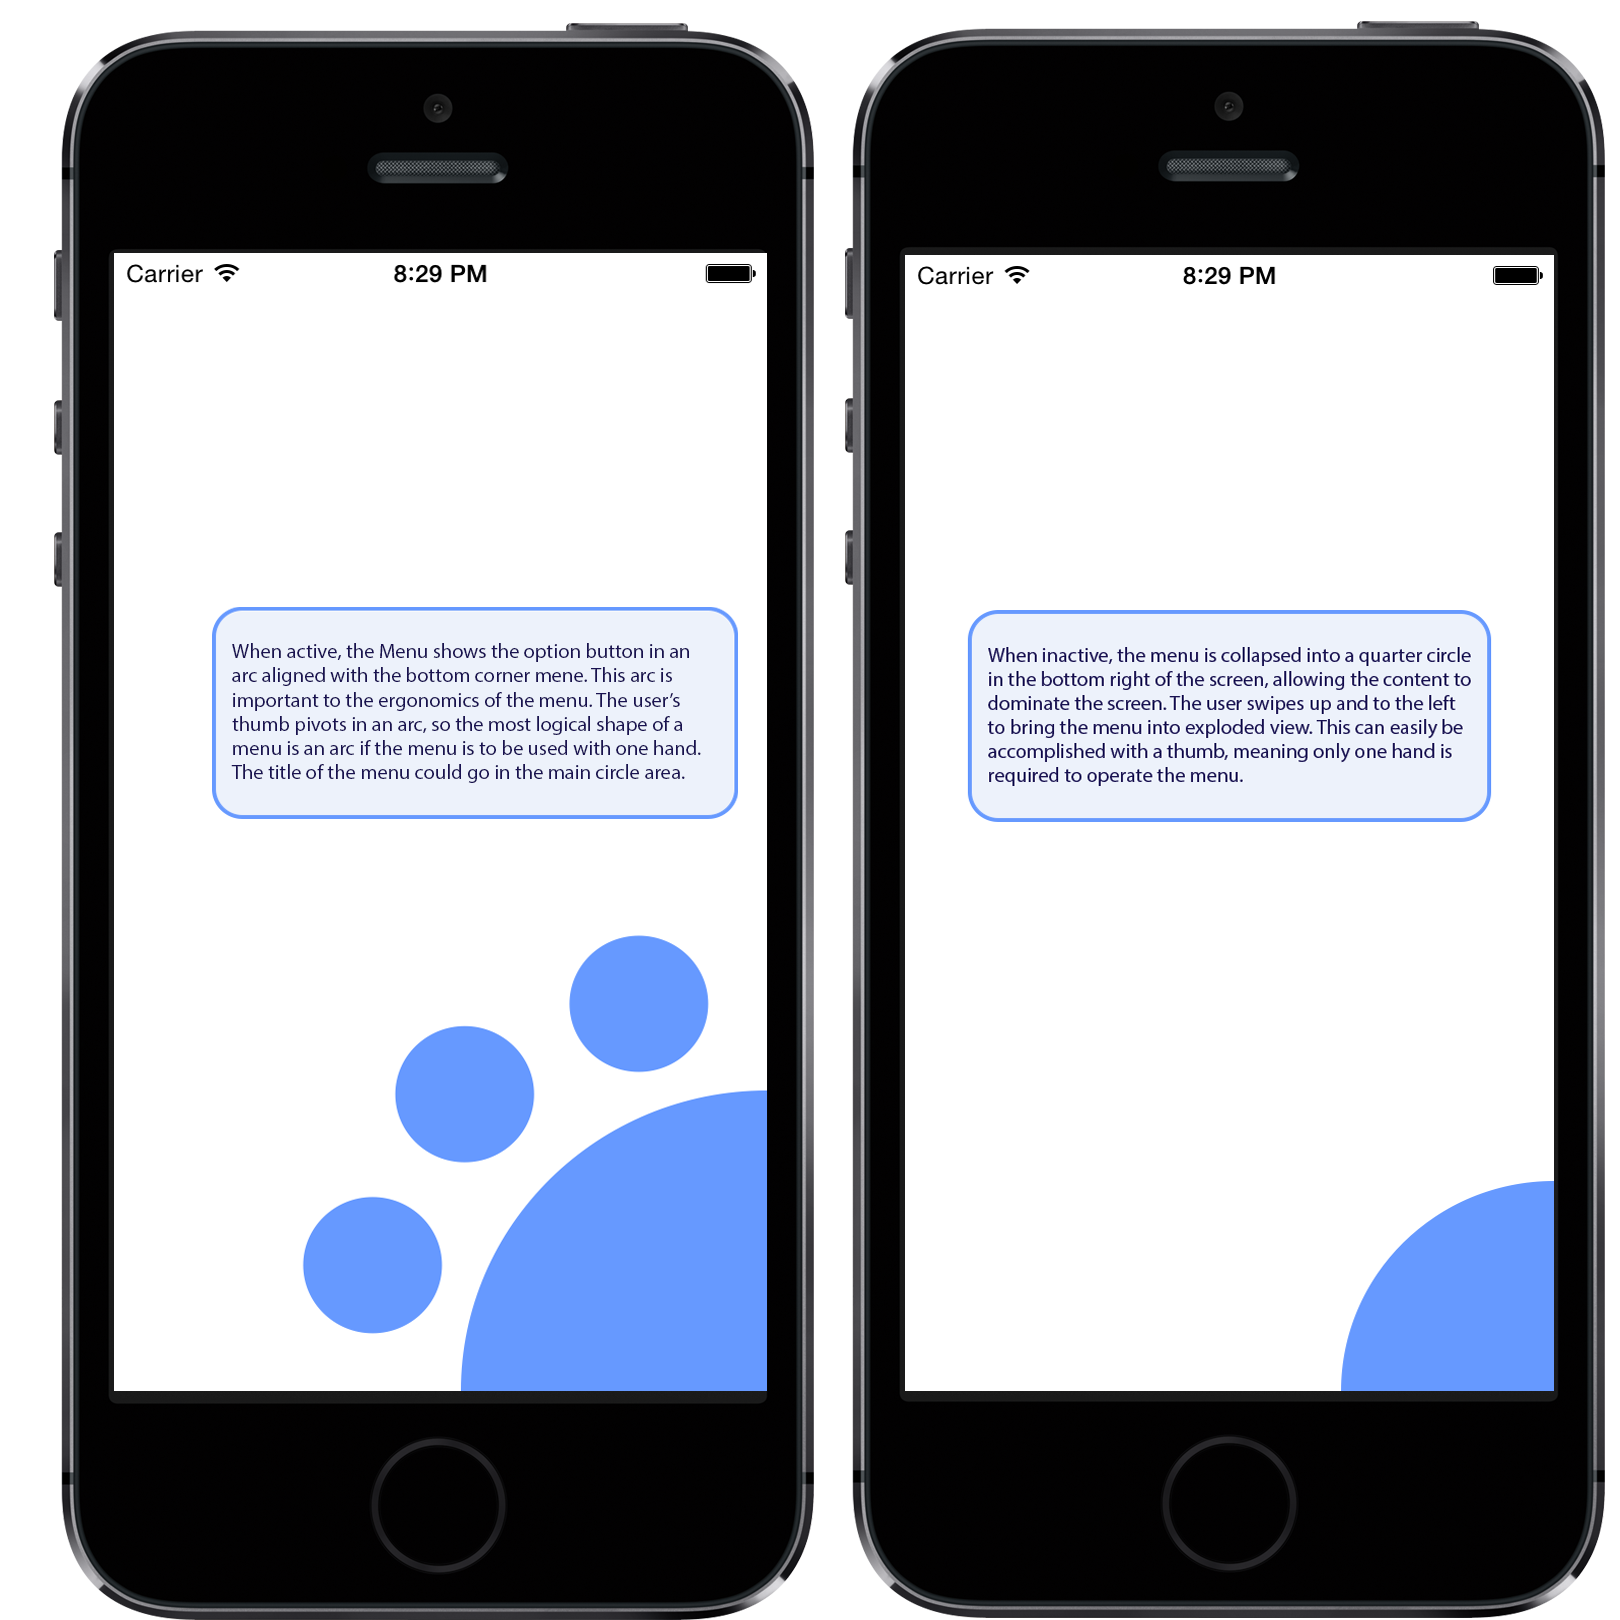 Carrier 8:29 PM
When active, the Menu shows the option button in an
arc aligned with the bottom corner mene. This arc is
important to the ergonomics of the menu. The user's
thumb pivots in an arc, so the most logical shape of a
menu is an arc if the menu is to be used with one hand.
The title of the menu could go in the main circle area.
Carrier 8:29 PM
When inactive, the menu is collapsed into a quarter circle
in the bottom right of the screen, allowing the content to
dominate the screen. The user swipes up and to the left
to bring the menu into exploded view. This can easily be
accomplished with a thumb, meaning only one hand is
required to operate the menu.